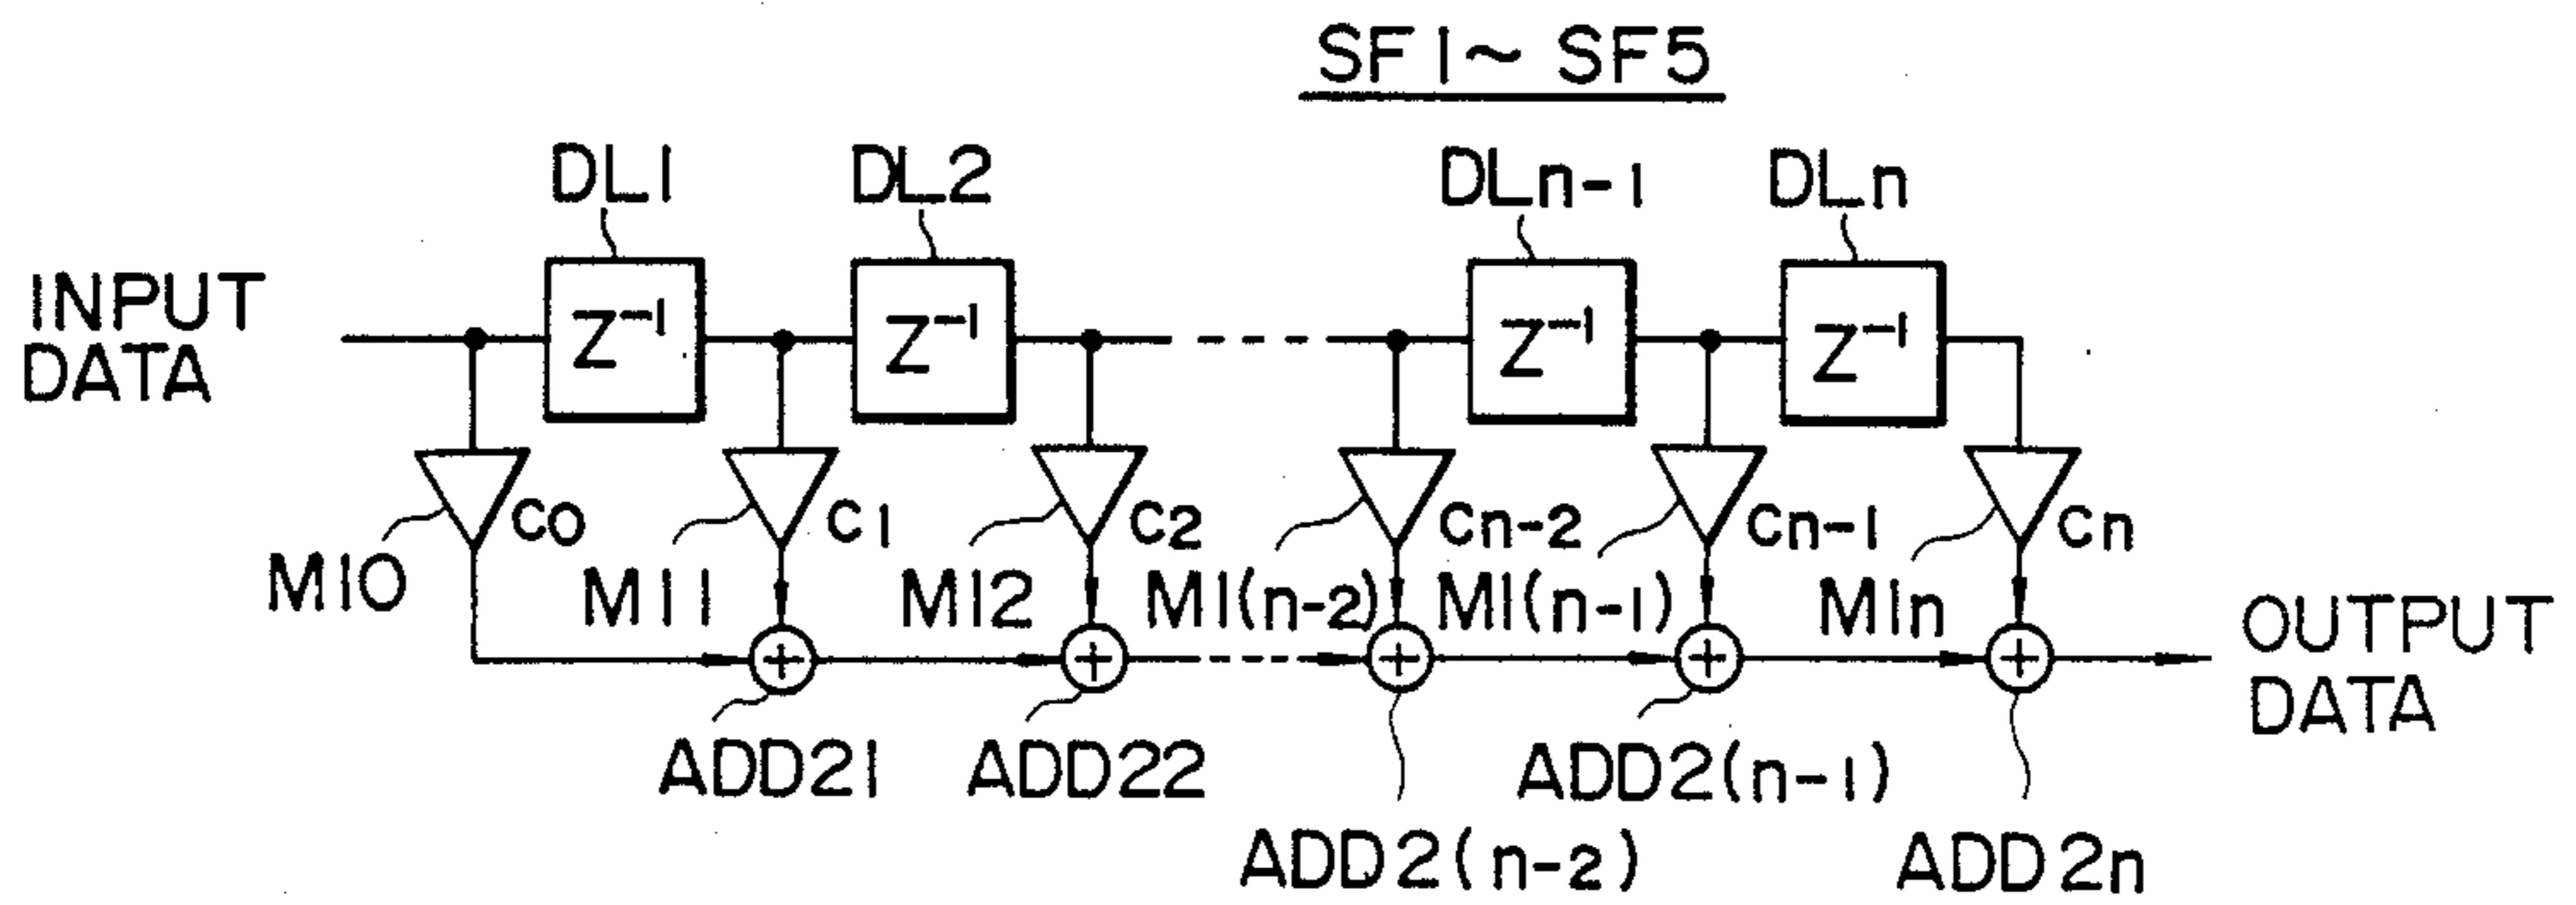 SF1~ SF5
DL1
DL2
DLn-1
DLn
INPUT
DATA
Z⁻¹
Z⁻¹
Z⁻¹
Z⁻¹
C0
C1
C2
Cn-2
Cn-1
Cn
M10
M11
M12
M1(n-2)
M1(n-1)
M1n
+
+
+
+
+
OUTPUT
DATA
ADD21
ADD22
ADD2(n-1)
ADD2(n-2)
ADD2n